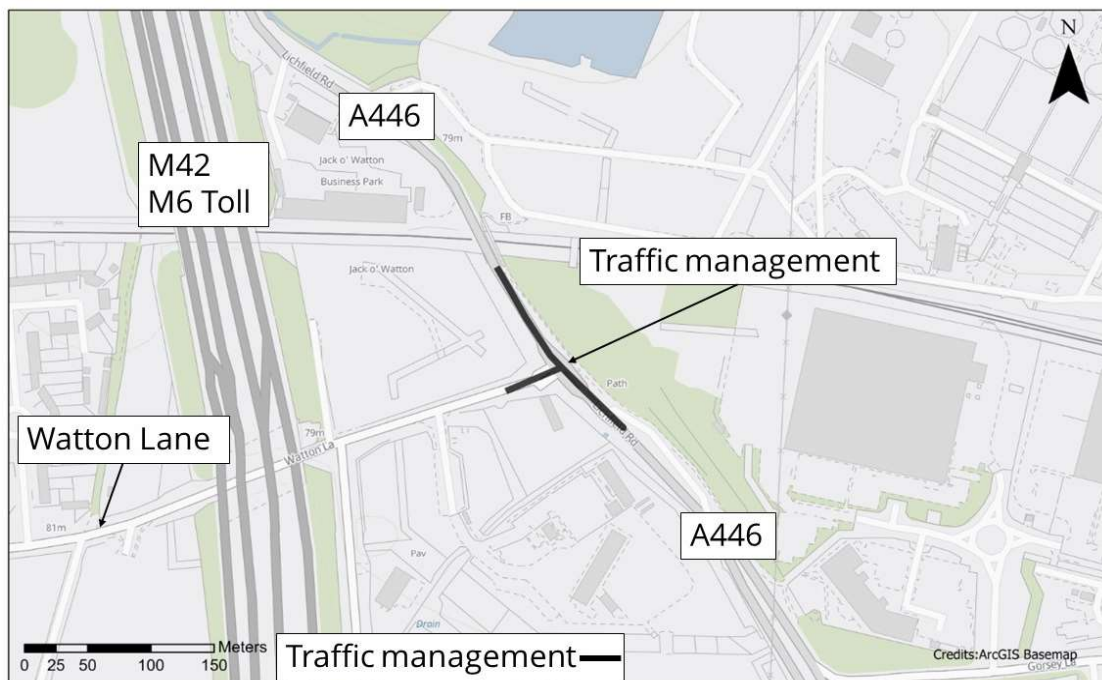 N
Lichfield Rd
A446
79m
M42
M6 Toll
Jack o' Watton
Business Park
FB
Traffic management
Jack o' Watton
Path
Watton Lane
79m
Watton La
Rd
81m
A446
Pav
Drain
Meters
0 25 50 100 150
Traffic management
Credits:ArcGIS Basemap
Gorsey La